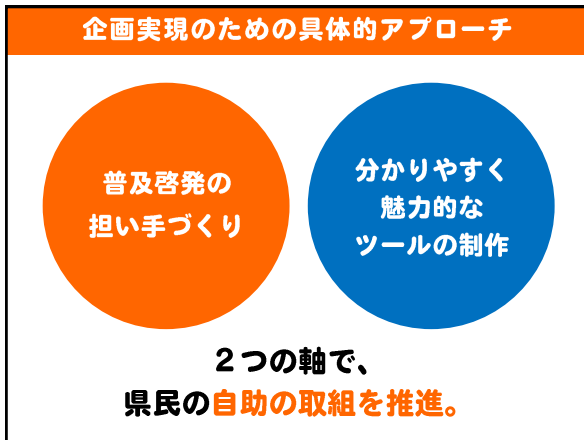 企画実現のための具体的アプローチ
普及啓発の
担い手づくり
分かりやすく
魅力的な
ツールの制作
２つの軸で、
県民の自助の取組を推進。